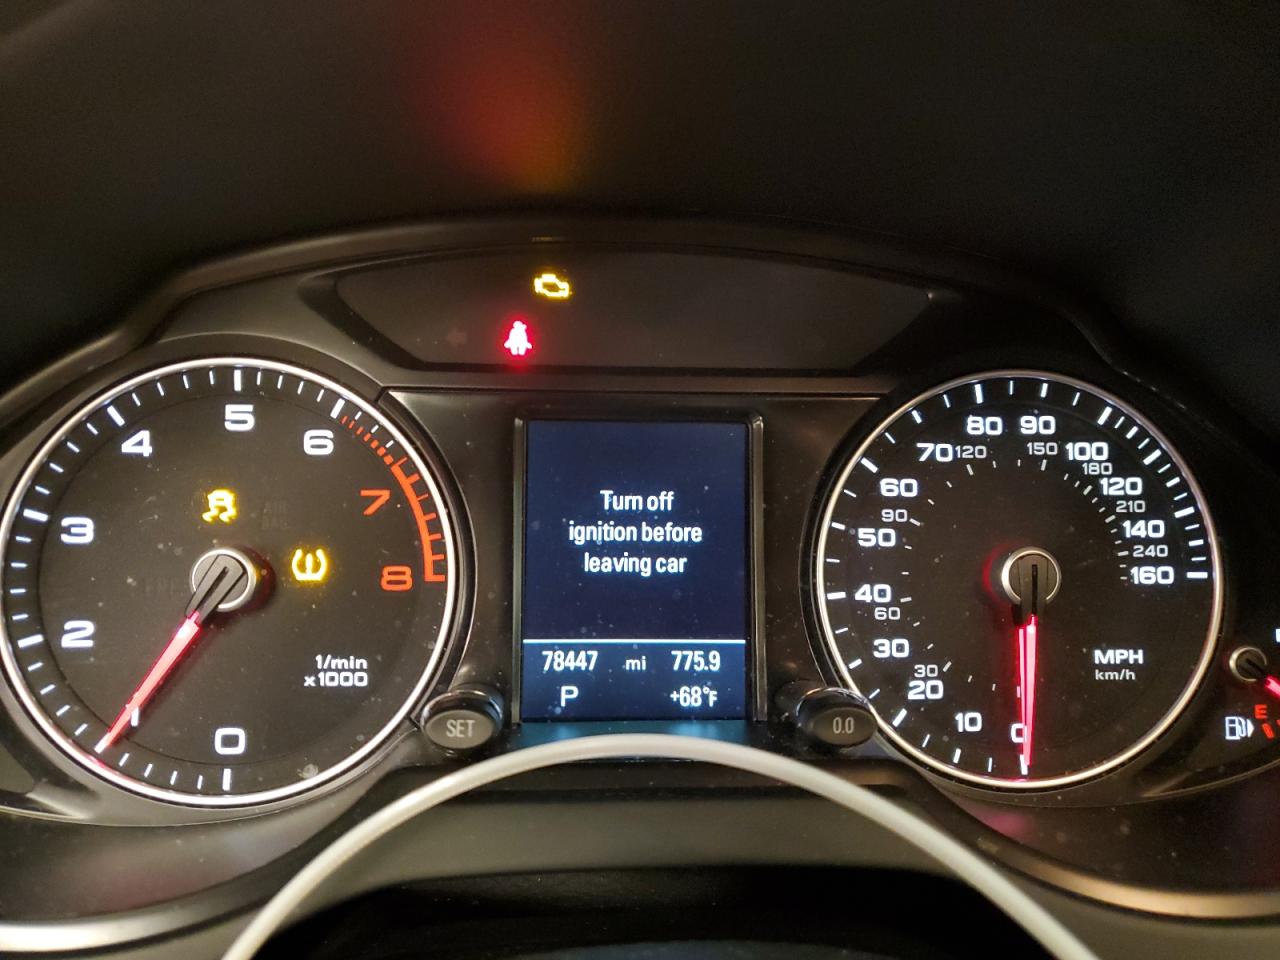 5
4
6
3
7
8
2
1/min
x1000
0
Turn off
ignition before
leaving car
78447 mi 775.9
P +68°F
SET
0.0
80 90
70 120 150 100
180
60 120
90 210
50 140
240
160
40
60
30
30
20
10
0
MPH
km/h
E